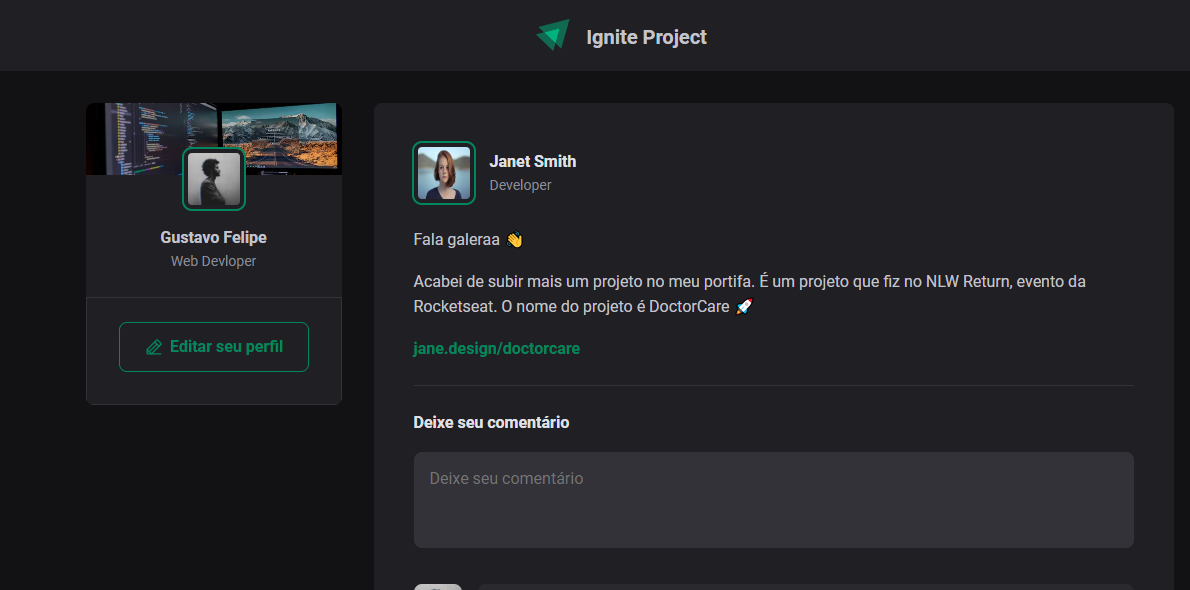 Ignite Project
Gustavo Felipe
Web Devloper
Editar seu perfil
Janet Smith
Developer
Fala galeraa 👋
Acabei de subir mais um projeto no meu portifa. É um projeto que fiz no NLW Return, evento da
Rocketseat. O nome do projeto é DoctorCare 🚀
jane.design/doctorcare
Deixe seu comentário
Deixe seu comentário